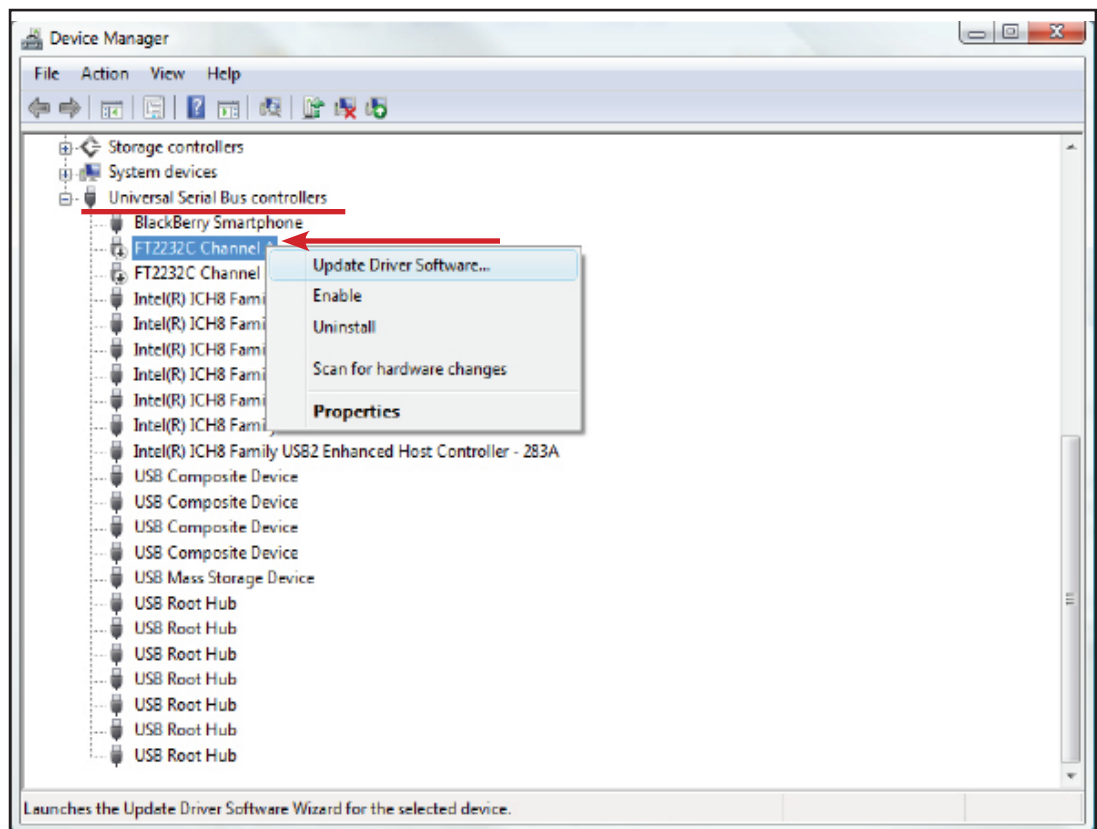 Device Manager
File Action View Help
Storage controllers
System devices
Universal Serial Bus controllers
BlackBerry Smartphone
FT2232C Channel A
Update Driver Software...
FT2232C Channel
Enable
Intel(R) ICH8 Fami
Intel(R) ICH8 Fami
Uninstall
Intel(R) ICH8 Fami
Intel(R) ICH8 Fami
Scan for hardware changes
Intel(R) ICH8 Fami
Properties
Intel(R) ICH8 Family
Intel(R) ICH8 Family USB2 Enhanced Host Controller - 283A
USB Composite Device
USB Composite Device
USB Composite Device
USB Composite Device
USB Mass Storage Device
USB Root Hub
USB Root Hub
USB Root Hub
USB Root Hub
USB Root Hub
USB Root Hub
USB Root Hub
Launches the Update Driver Software Wizard for the selected device.